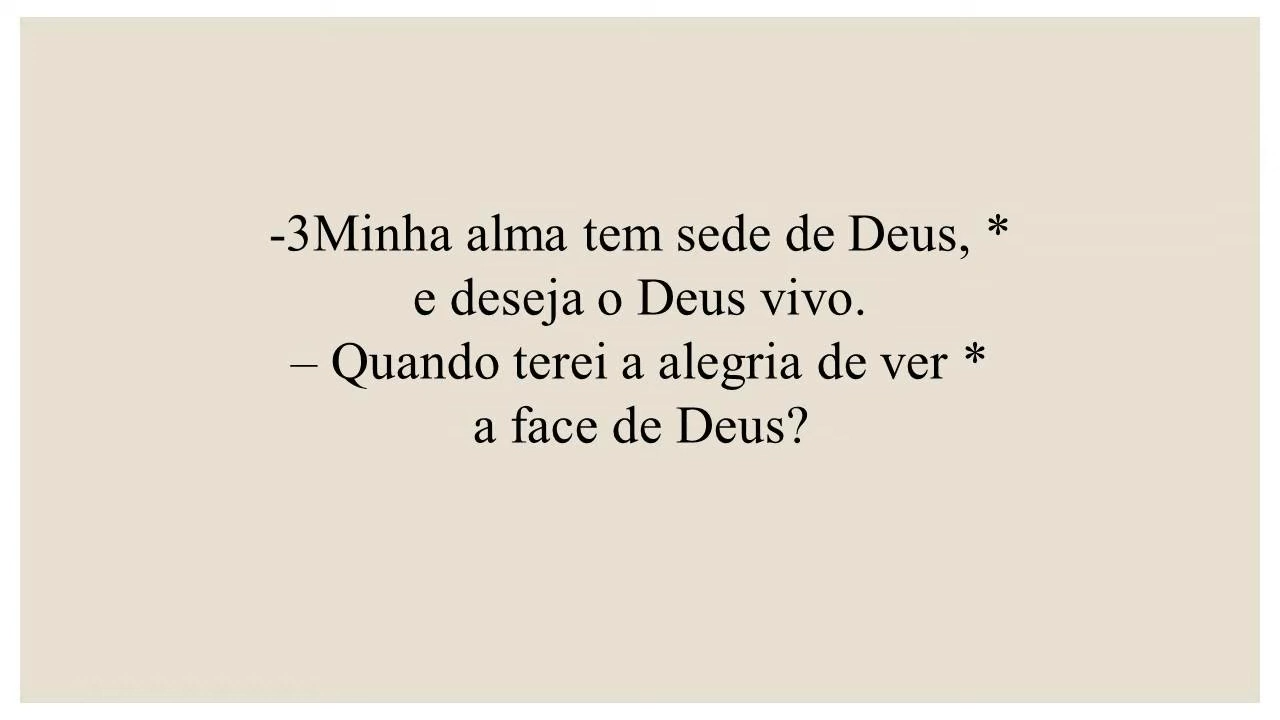 -3Minha alma tem sede de Deus, *
e deseja o Deus vivo.
– Quando terei a alegria de ver *
a face de Deus?